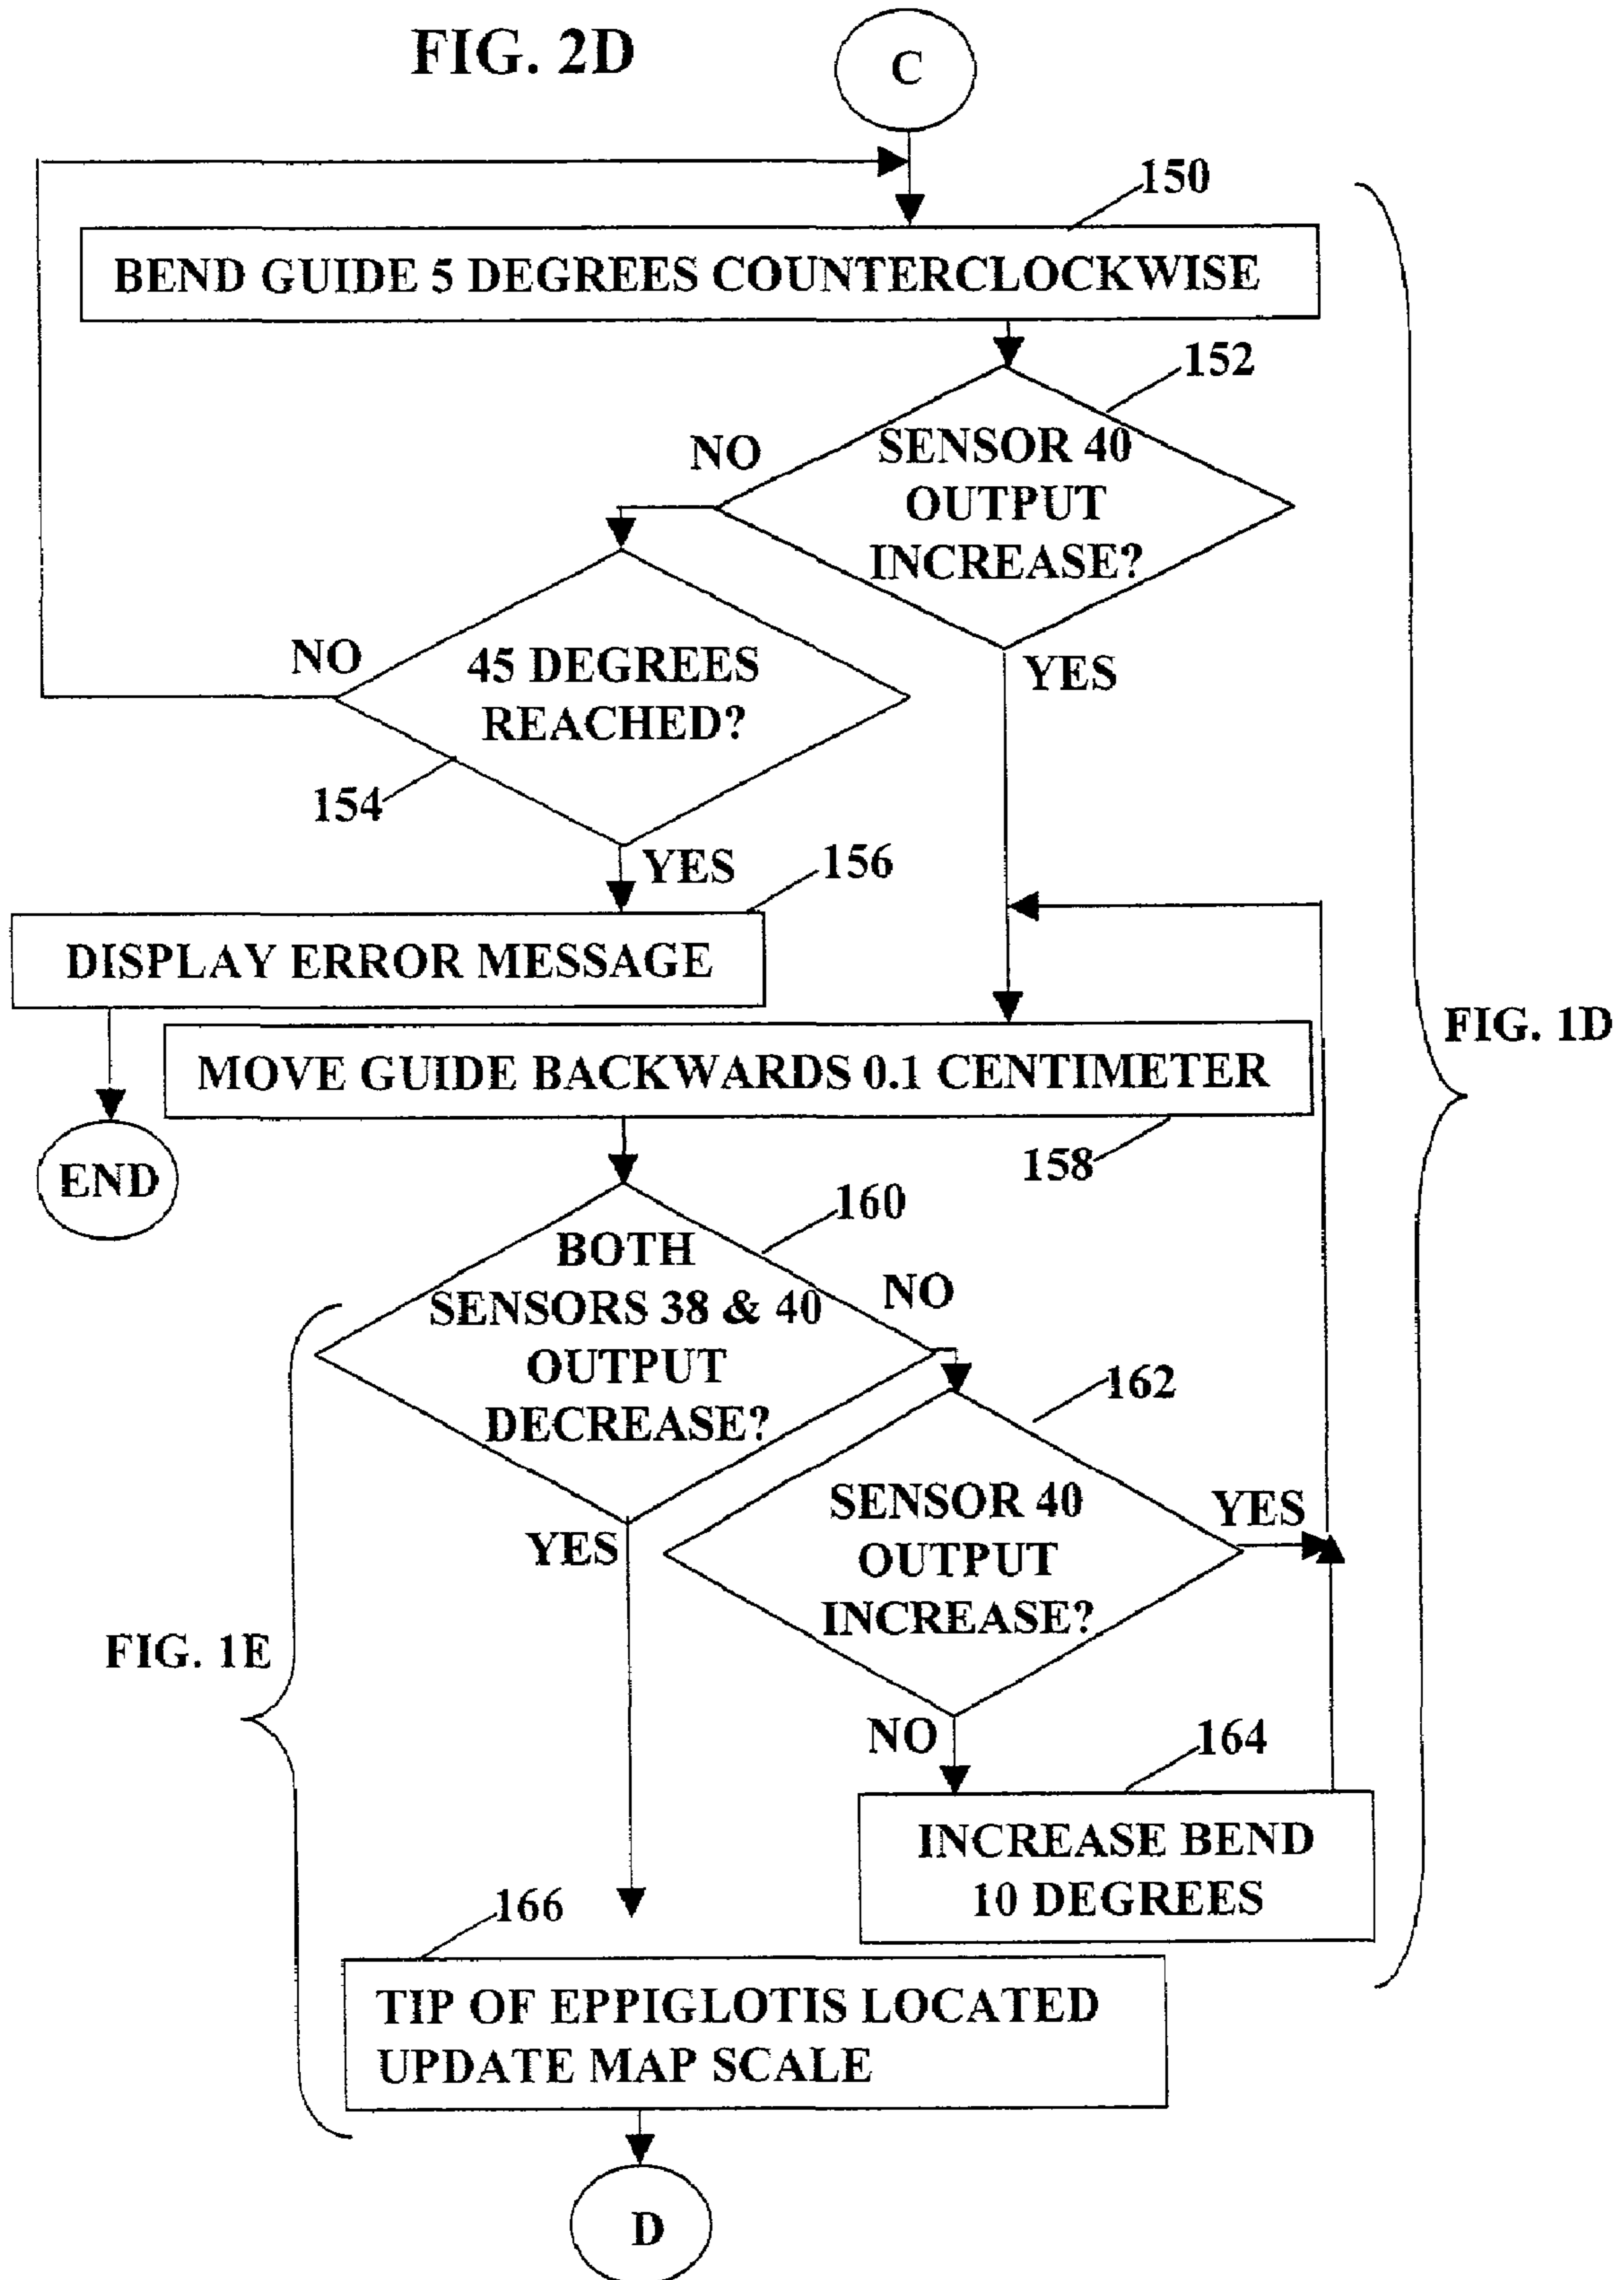 FIG. 2D
C
150
BEND GUIDE 5 DEGREES COUNTERCLOCKWISE
152
NO
SENSOR 40
OUTPUT
INCREASE?
NO
45 DEGREES
REACHED?
YES
154
YES
156
DISPLAY ERROR MESSAGE
FIG. 1D
MOVE GUIDE BACKWARDS 0.1 CENTIMETER
END
158
160
BOTH
SENSORS 38 & 40
OUTPUT
DECREASE?
NO
162
SENSOR 40
OUTPUT
INCREASE?
YES
YES
FIG. 1E
NO
164
INCREASE BEND
10 DEGREES
166
TIP OF EPPIGLOTIS LOCATED
UPDATE MAP SCALE
D